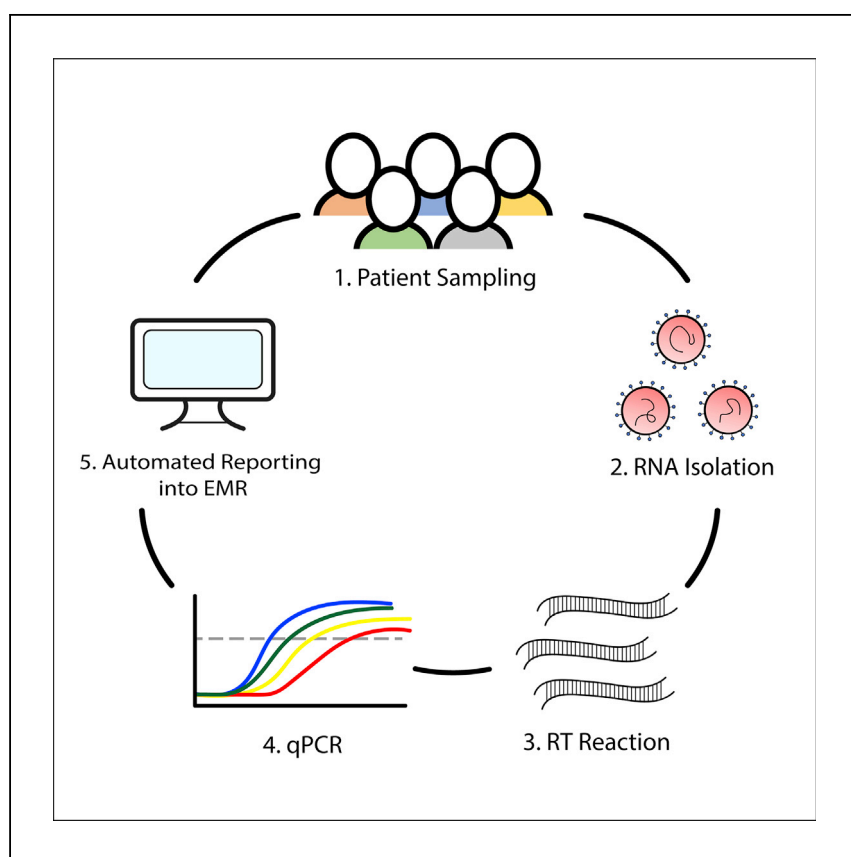 1. Patient Sampling
2. RNA Isolation
3. RT Reaction
4. qPCR
5. Automated Reporting
into EMR